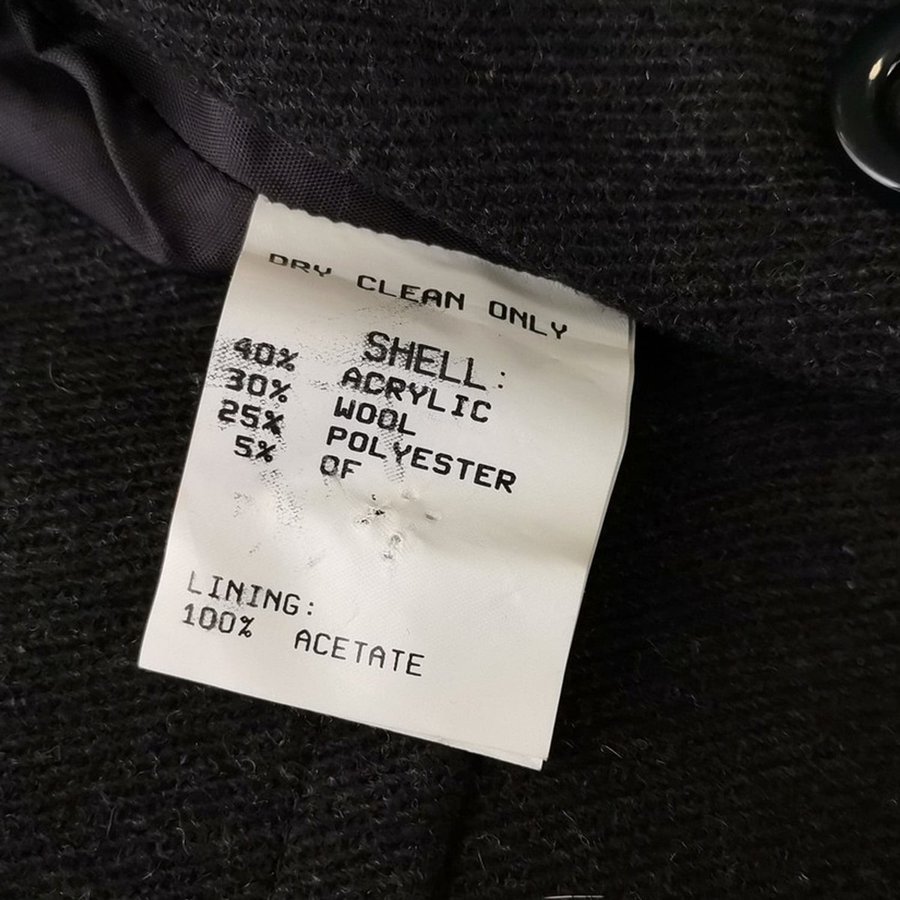 DRY CLEAN ONLY
SHELL:
40% ACRYLIC
30% WOOL
25% POLYESTER
5% OF
LINING:
100% ACETATE